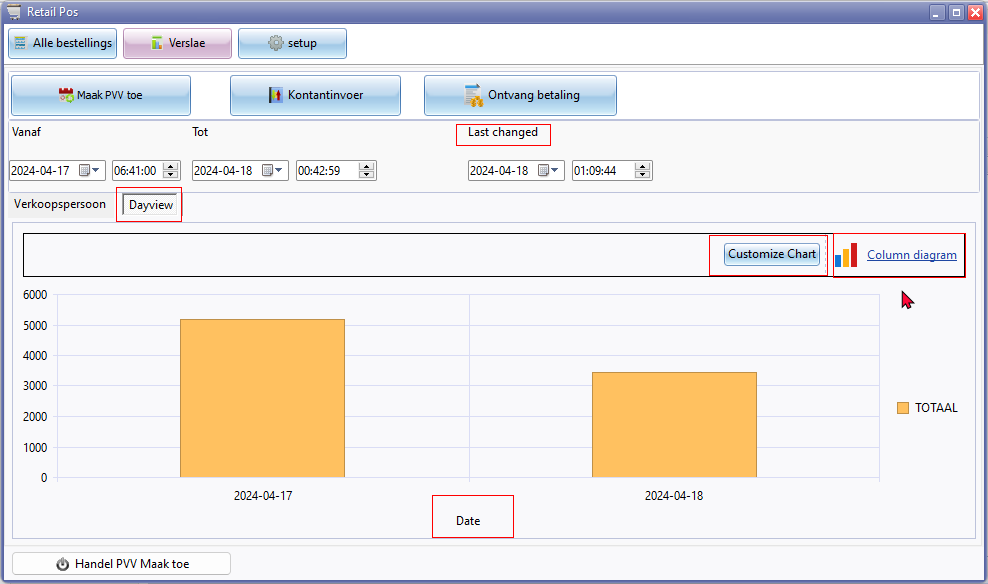 Retail Pos
Alle bestellings Verslae setup
Maak PVV toe Kontantinvoer Ontvang betaling
Vanaf Tot Last changed
2024-04-17 06:41:00 2024-04-18 00:42:59 2024-04-18 01:09:44
Verkoopspersoon Dayview
Customize Chart Column diagram
6000
5000
4000
3000
2000
1000
0
TOTAAL
2024-04-17 2024-04-18
Date
Handel PVV Maak toe